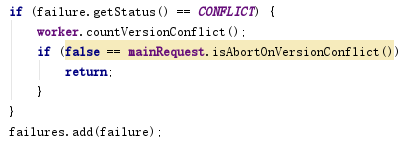 if (failure.getStatus() == CONFLICT) {
    worker.countVersionConflict();
    if (false == mainRequest.isAbortOnVersionConflict())
        return;
    }
}
failures.add(failure);